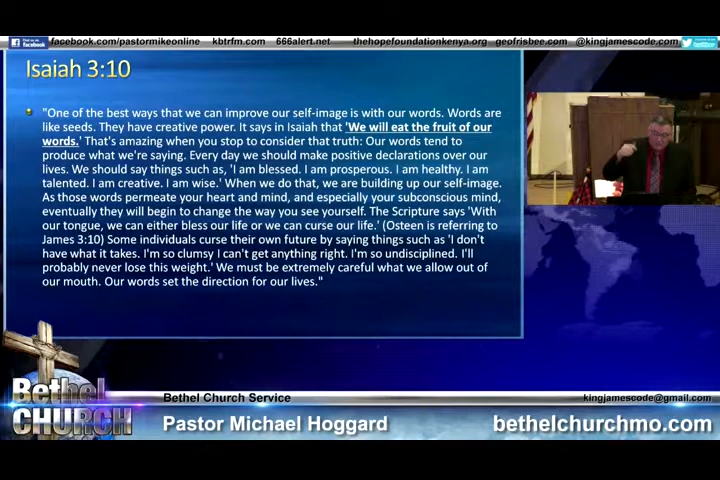 Find us on facebook facebook.com/pastormikeonline kbtrfm.com 666alert.net thehopefoundationkenya.org geofrisbee.com @kingjamescode.com twitter
Isaiah 3:10
"One of the best ways that we can improve our self-image is with our words. Words are
like seeds. They have creative power. It says in Isaiah that 'We will eat the fruit of our
words.' That's amazing when you stop to consider that truth: Our words tend to
produce what we're saying. Every day we should make positive declarations over our
lives. We should say things such as, 'I am blessed. I am prosperous. I am healthy. I am
talented. I am creative. I am wise.' When we do that, we are building up our self-image.
As those words permeate your heart and mind, and especially your subconscious mind,
eventually they will begin to change the way you see yourself. The Scripture says 'With
our tongue, we can either bless our life or we can curse our life.' (Osteen is referring to
James 3:10) Some individuals curse their own future by saying things such as 'I don't
have what it takes. I'm so clumsy I can't get anything right. I'm so undisciplined. I'll
probably never lose this weight.' We must be extremely careful what we allow out of
our mouth. Our words set the direction for our lives."
Bethel
CHURCH
Bethel Church Service
kingjamescode@gmail.com
Pastor Michael Hoggard
bethelchurchmo.com